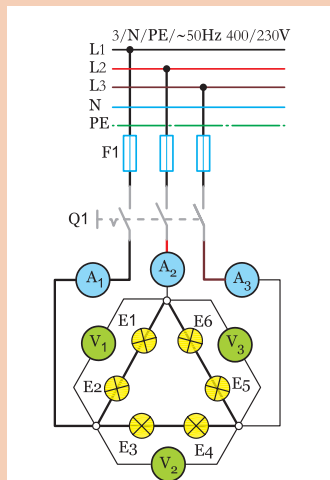 3/N/PE/~50Hz 400/230V
L1
L2
L3
N
PE
F1
Q1
A1
A2
A3
E1
E6
V1
V3
E2
E5
E3
E4
V2